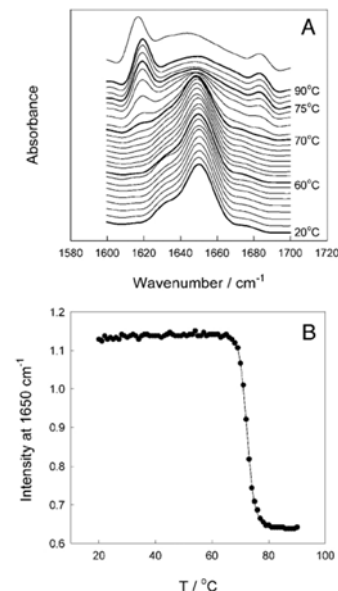 A
Absorbance
90°C
75°C
70°C
60°C
20°C
1580 1600 1620 1640 1660 1680 1700 1720
Wavenumber / cm⁻¹
B
Intensity at 1650 cm⁻¹
1.2
1.1
1.0
0.9
0.8
0.7
0.6
0 20 40 60 80 100
T / °C